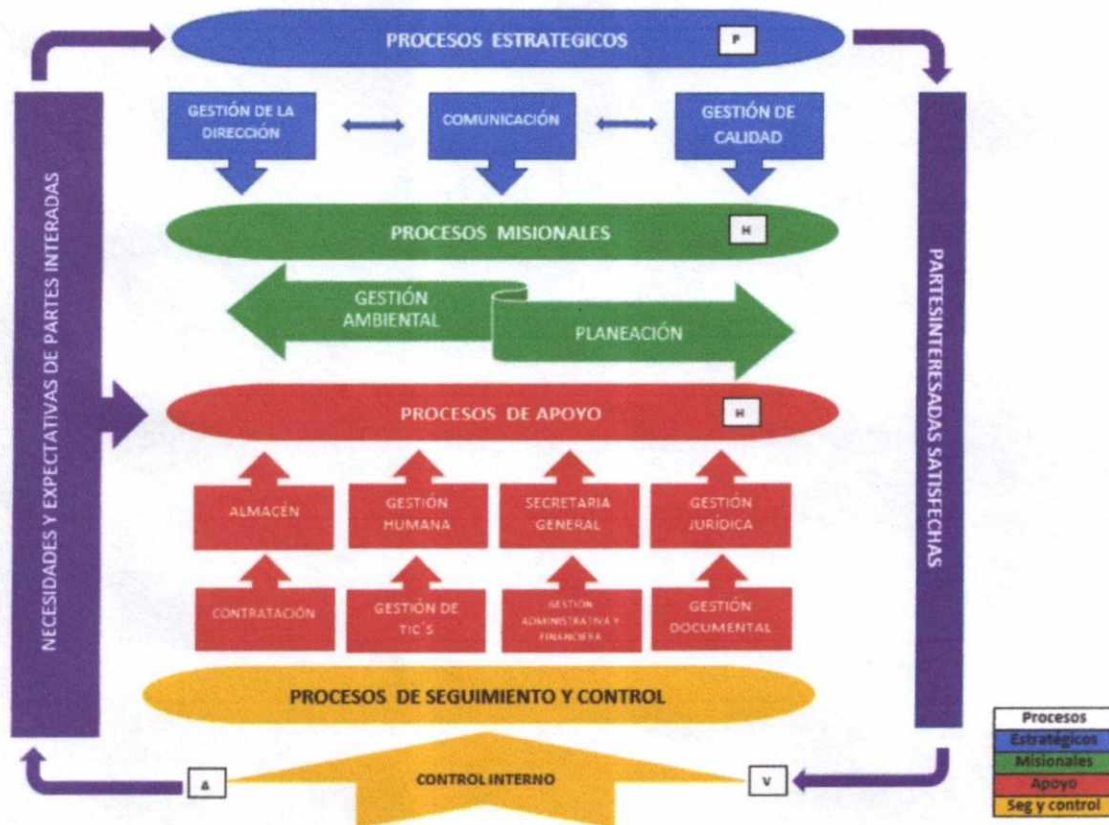 PROCESOS ESTRATEGICOS
P
GESTIÓN DE LA
DIRECCIÓN
COMUNICACIÓN
GESTIÓN DE
CALIDAD
NECESIDADES Y EXPECTATIVAS DE PARTES INTERADAS
PROCESOS MISIONALES
H
GESTIÓN
AMBIENTAL
PLANEACIÓN
PARTESINTERESADAS SATISFECHAS
PROCESOS DE APOYO
H
ALMACÉN
GESTIÓN
HUMANA
SECRETARIA
GENERAL
GESTIÓN
JURÍDICA
CONTRATACIÓN
GESTIÓN DE
TIC´S
GESTIÓN
ADMINISTRATIVA Y
FINANCIERA
GESTIÓN
DOCUMENTAL
PROCESOS DE SEGUIMIENTO Y CONTROL
A
CONTROL INTERNO
V
Procesos
Estratégicos
Misionales
Apoyo
Seg y control